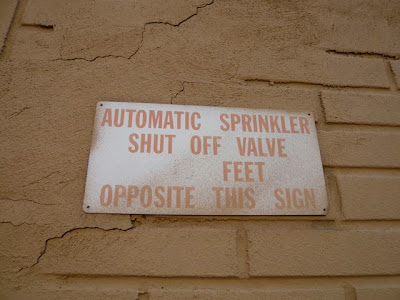 AUTOMATIC SPRINKLER
SHUT OFF VALVE
FEET
OPPOSITE THIS SIGN